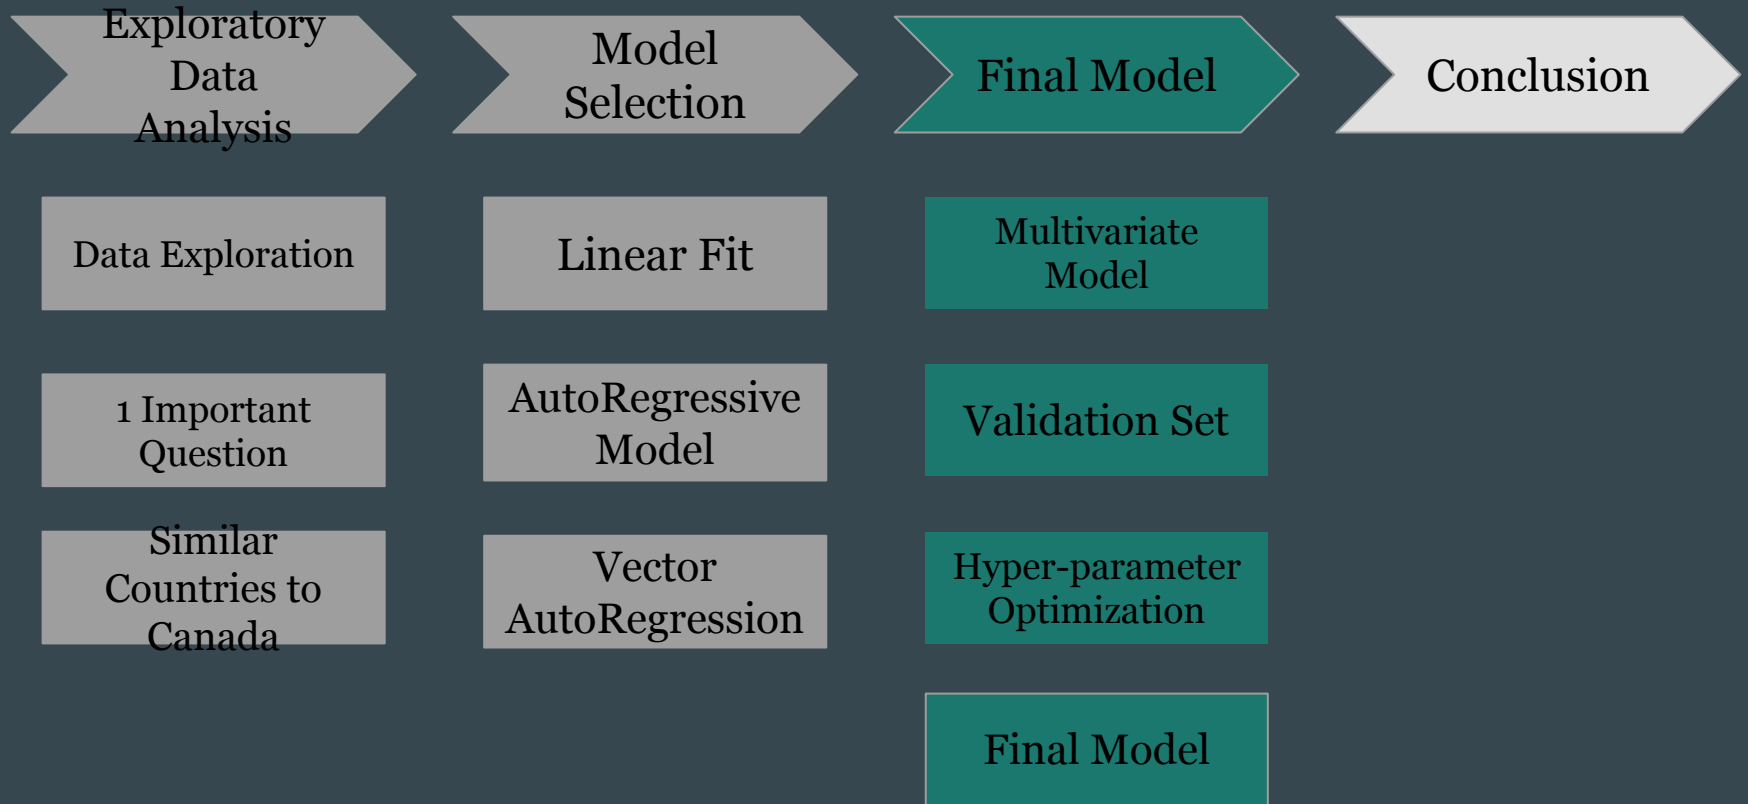 Exploratory
Data
Analysis
Model
Selection
Final Model
Conclusion
Data Exploration
Linear Fit
Multivariate
Model
1 Important
Question
AutoRegressive
Model
Validation Set
Similar
Countries to
Canada
Vector
AutoRegression
Hyper-parameter
Optimization
Final Model